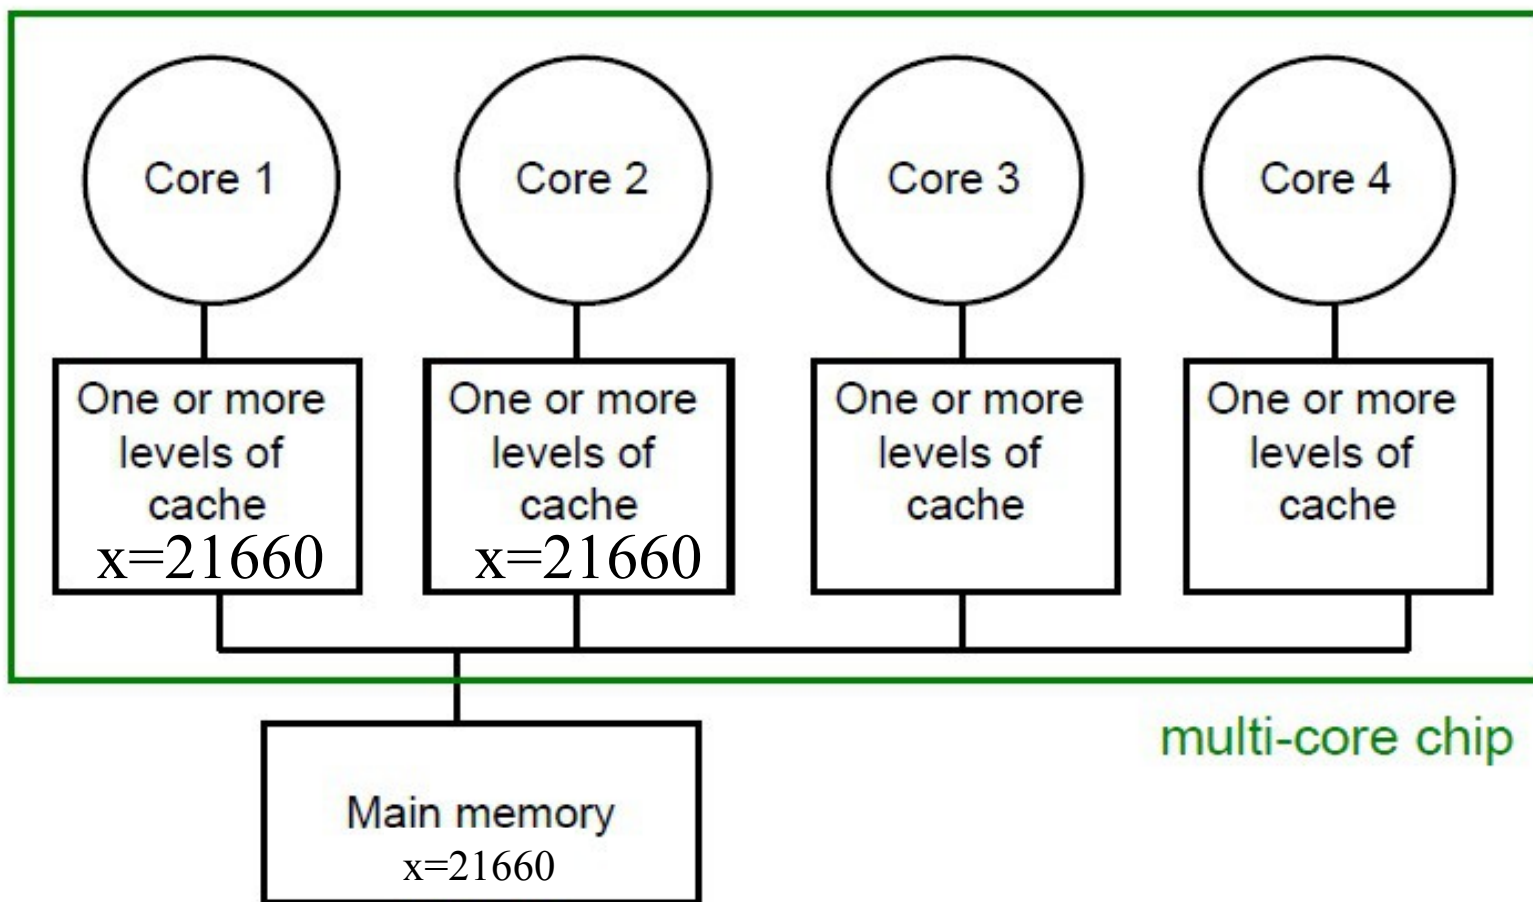 Core 1
Core 2
Core 3
Core 4
One or more
levels of
cache
x=21660
One or more
levels of
cache
x=21660
One or more
levels of
cache
One or more
levels of
cache
multi-core chip
Main memory
x=21660